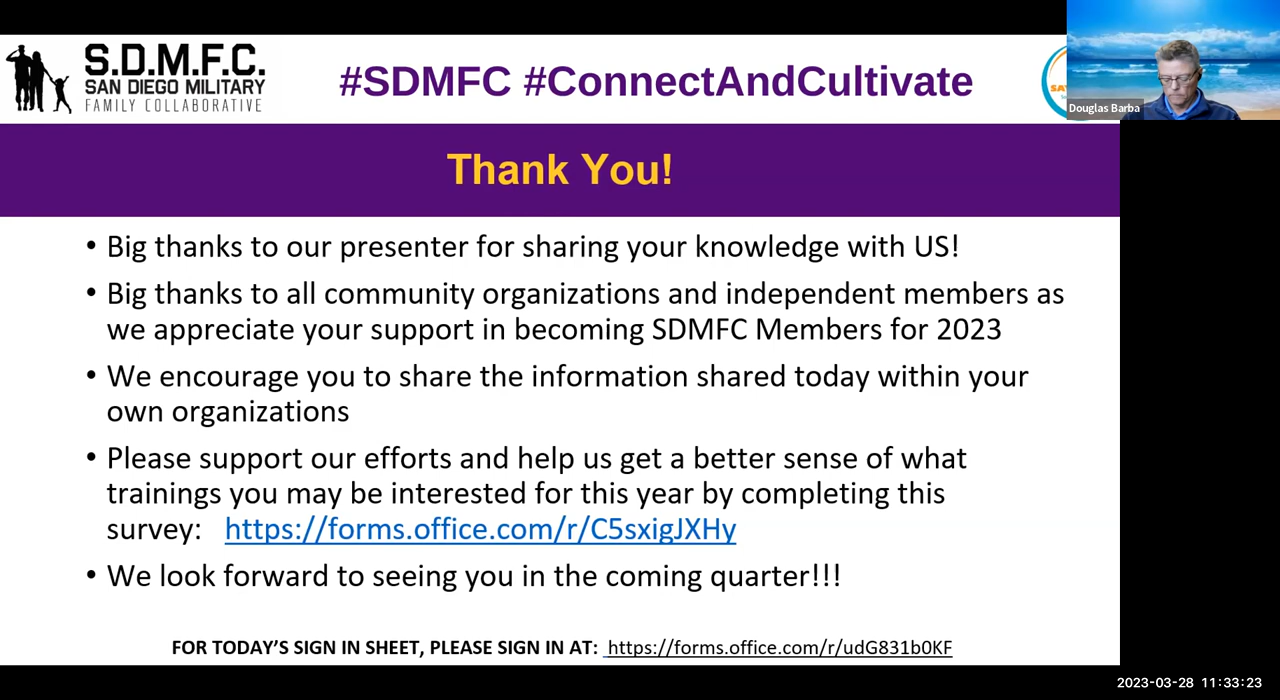 S.D.M.F.C.
SAN DIEGO MILITARY
FAMILY COLLABORATIVE
#SDMFC #ConnectAndCultivate
Douglas Barba
Thank You!
• Big thanks to our presenter for sharing your knowledge with US!
• Big thanks to all community organizations and independent members as
we appreciate your support in becoming SDMFC Members for 2023
• We encourage you to share the information shared today within your
own organizations
• Please support our efforts and help us get a better sense of what
trainings you may be interested for this year by completing this
survey: https://forms.office.com/r/C5sxigJXHy
• We look forward to seeing you in the coming quarter!!!
FOR TODAY'S SIGN IN SHEET, PLEASE SIGN IN AT: https://forms.office.com/r/udG831b0KF
2023-03-28 11:33:23